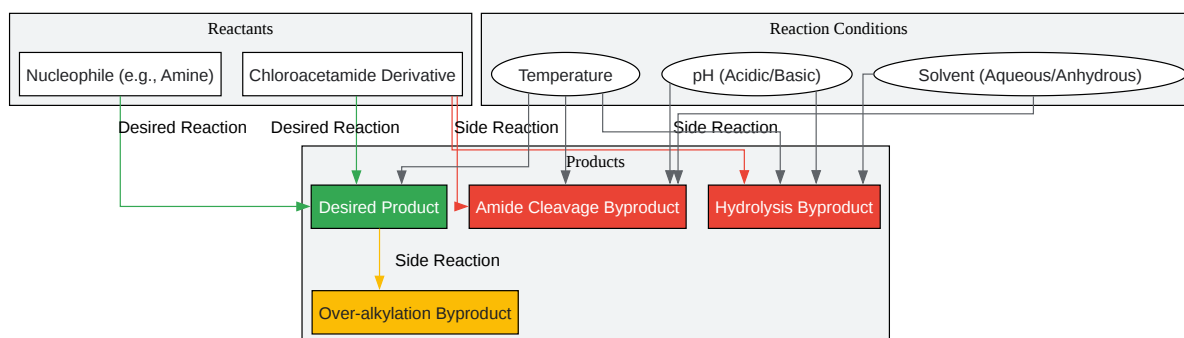 Reactants
Reaction Conditions
Nucleophile (e.g., Amine)
Chloroacetamide Derivative
Temperature
pH (Acidic/Basic)
Solvent (Aqueous/Anhydrous)
Desired Reaction
Desired Reaction
Side Reaction
Side Reaction
Products
Desired Product
Amide Cleavage Byproduct
Hydrolysis Byproduct
Side Reaction
Over-alkylation Byproduct